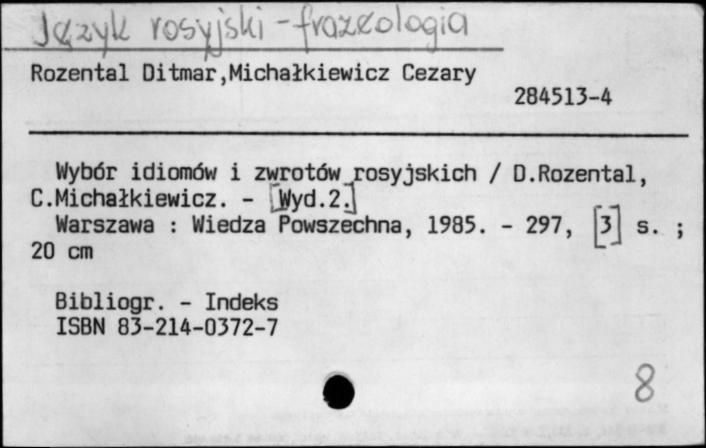 Język rosyjski - frazeologia
Rozental Ditmar,Michałkiewicz Cezary
284513-4
Wybór idiomów i zwrotów rosyjskich / D.Rozental,
C.Michałkiewicz. - [Wyd.2.]
Warszawa : Wiedza Powszechna, 1985. - 297, [3] s. ;
20 cm
Bibliogr. - Indeks
ISBN 83-214-0372-7
8